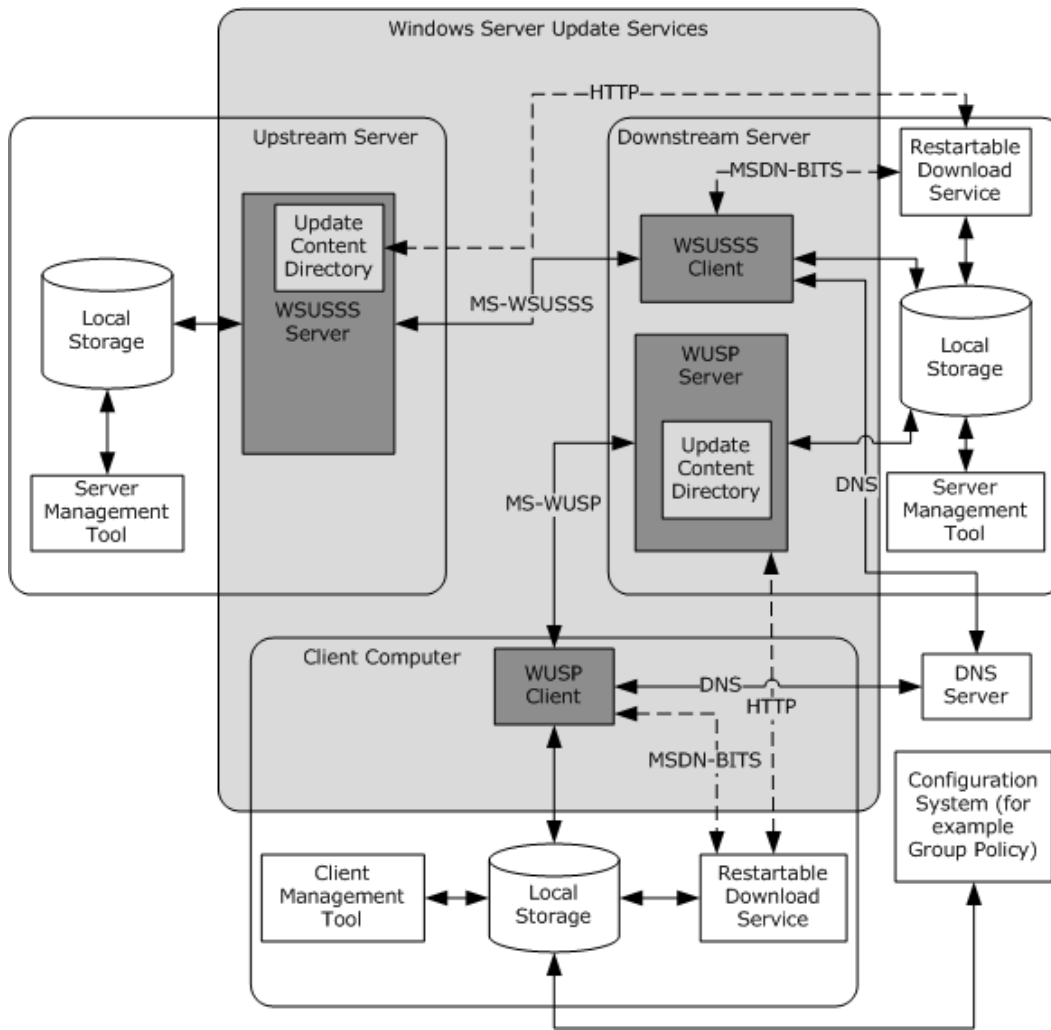 Windows Server Update Services
HTTP
Upstream Server
Downstream Server
Restartable
Download
Service
MSDN-BITS
Update
Content
Directory
WSUSSS
Server
WSUSSS
Client
MS-WSUSSS
Local
Storage
Local
Storage
WUSP
Server
Update
Content
Directory
MS-WUSP
DNS
Server
Management
Tool
Server
Management
Tool
Client Computer
WUSP
Client
DNS
DNS
Server
HTTP
MSDN-BITS
Configuration
System (for
example
Group Policy)
Client
Management
Tool
Local
Storage
Restartable
Download
Service